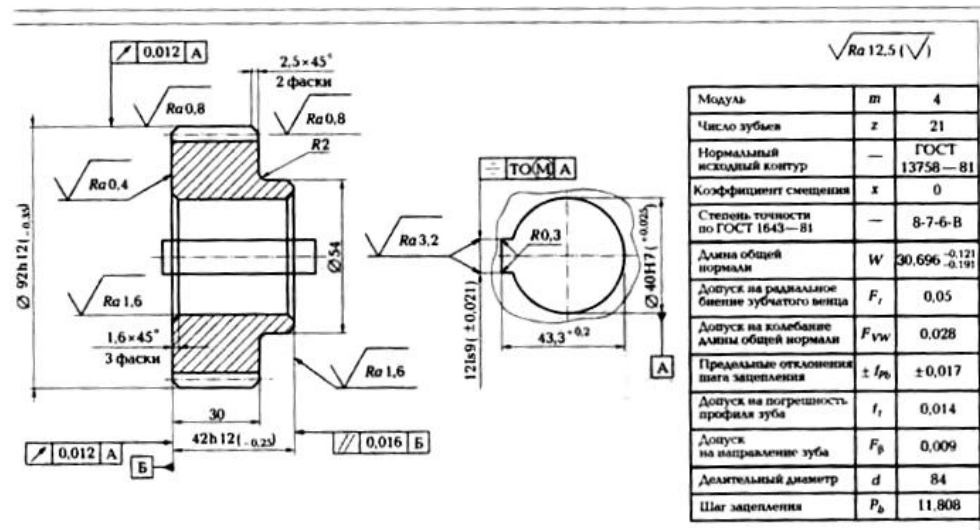 Ra 12,5 (√)
0,012 А
2,5×45°
2 фаски
Ra 0,8
Ra 0,8
R2
Ra 0,4
∅ 92h12(−0,35)
∅54
Ra 1,6
1,6×45°
3 фаски
Ra 1,6
30
42h12(−0,25)
0,012 А
Б
// 0,016 Б
ТО М А
R0,3
Ra 3,2
12Is9(±0,021)
∅ 40H7(+0,025)
43,3+0,2
А
Модуль m 4
Число зубьев z 21
Нормальный
исходный контур — ГОСТ
13758—81
Коэффициент смещения x 0
Степень точности
по ГОСТ 1643—81 — 8-7-6-В
Длина общей
нормали W 30,696 −0,121 −0,191
Допуск на радиальное
биение зубчатого венца Fr 0,05
Допуск на колебание
длины общей нормали FVW 0,028
Предельные отклонения
шага зацепления ± fPb ±0,017
Допуск на погрешность
профиля зуба ff 0,014
Допуск
на направление зуба Fβ 0,009
Делительный диаметр d 84
Шаг зацепления Pb 11,808